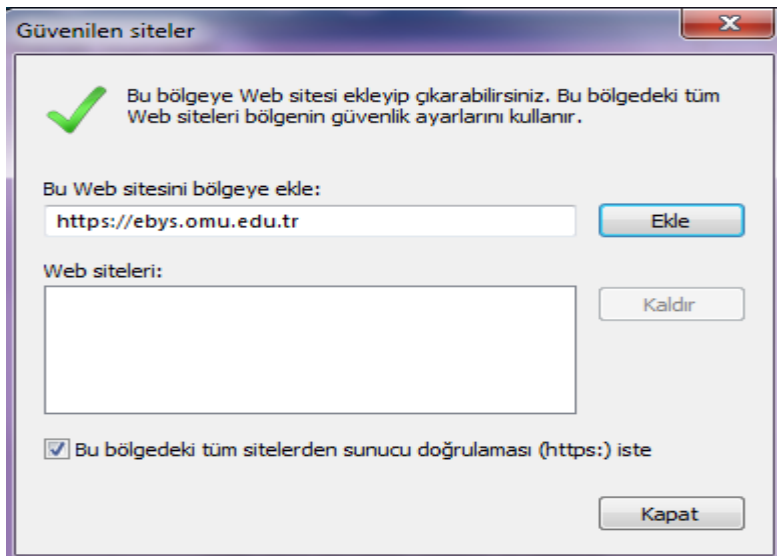 Güvenilen siteler
Bu bölgeye Web sitesi ekleyip çıkarabilirsiniz. Bu bölgedeki tüm
Web siteleri bölgenin güvenlik ayarlarını kullanır.
Bu Web sitesini bölgeye ekle:
https://ebys.omu.edu.tr
Ekle
Web siteleri:
Kaldır
Bu bölgedeki tüm sitelerden sunucu doğrulaması (https:) iste
Kapat